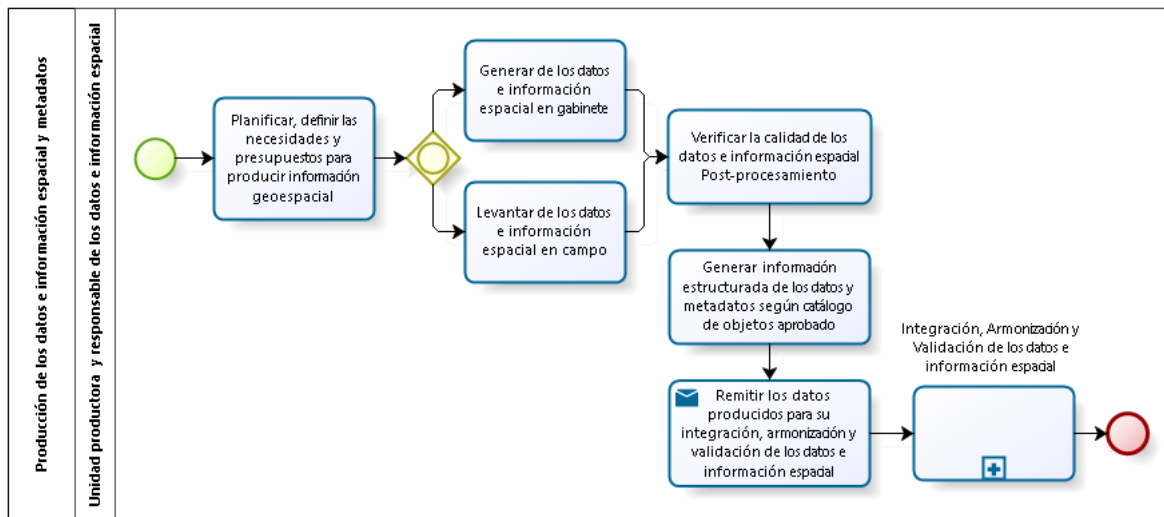 Producción de los datos e información espacial y metadatos
Unidad productora y responsable de los datos e información espacial
Planificar, definir las
necesidades y
presupuestos para
producir información
geoespacial
Generar de los datos
e información
espacial en gabinete
Levantar de los datos
e información
espacial en campo
Verificar la calidad de los
datos e información espacial
Post-procesamiento
Generar información
estructurada de los datos y
metadatos según catálogo
de objetos aprobado
Remitir los datos
producidos para su
integración, armonización y
validación de los datos e
información espacial
Integración, Armonización y
Validación de los datos e
información espacial